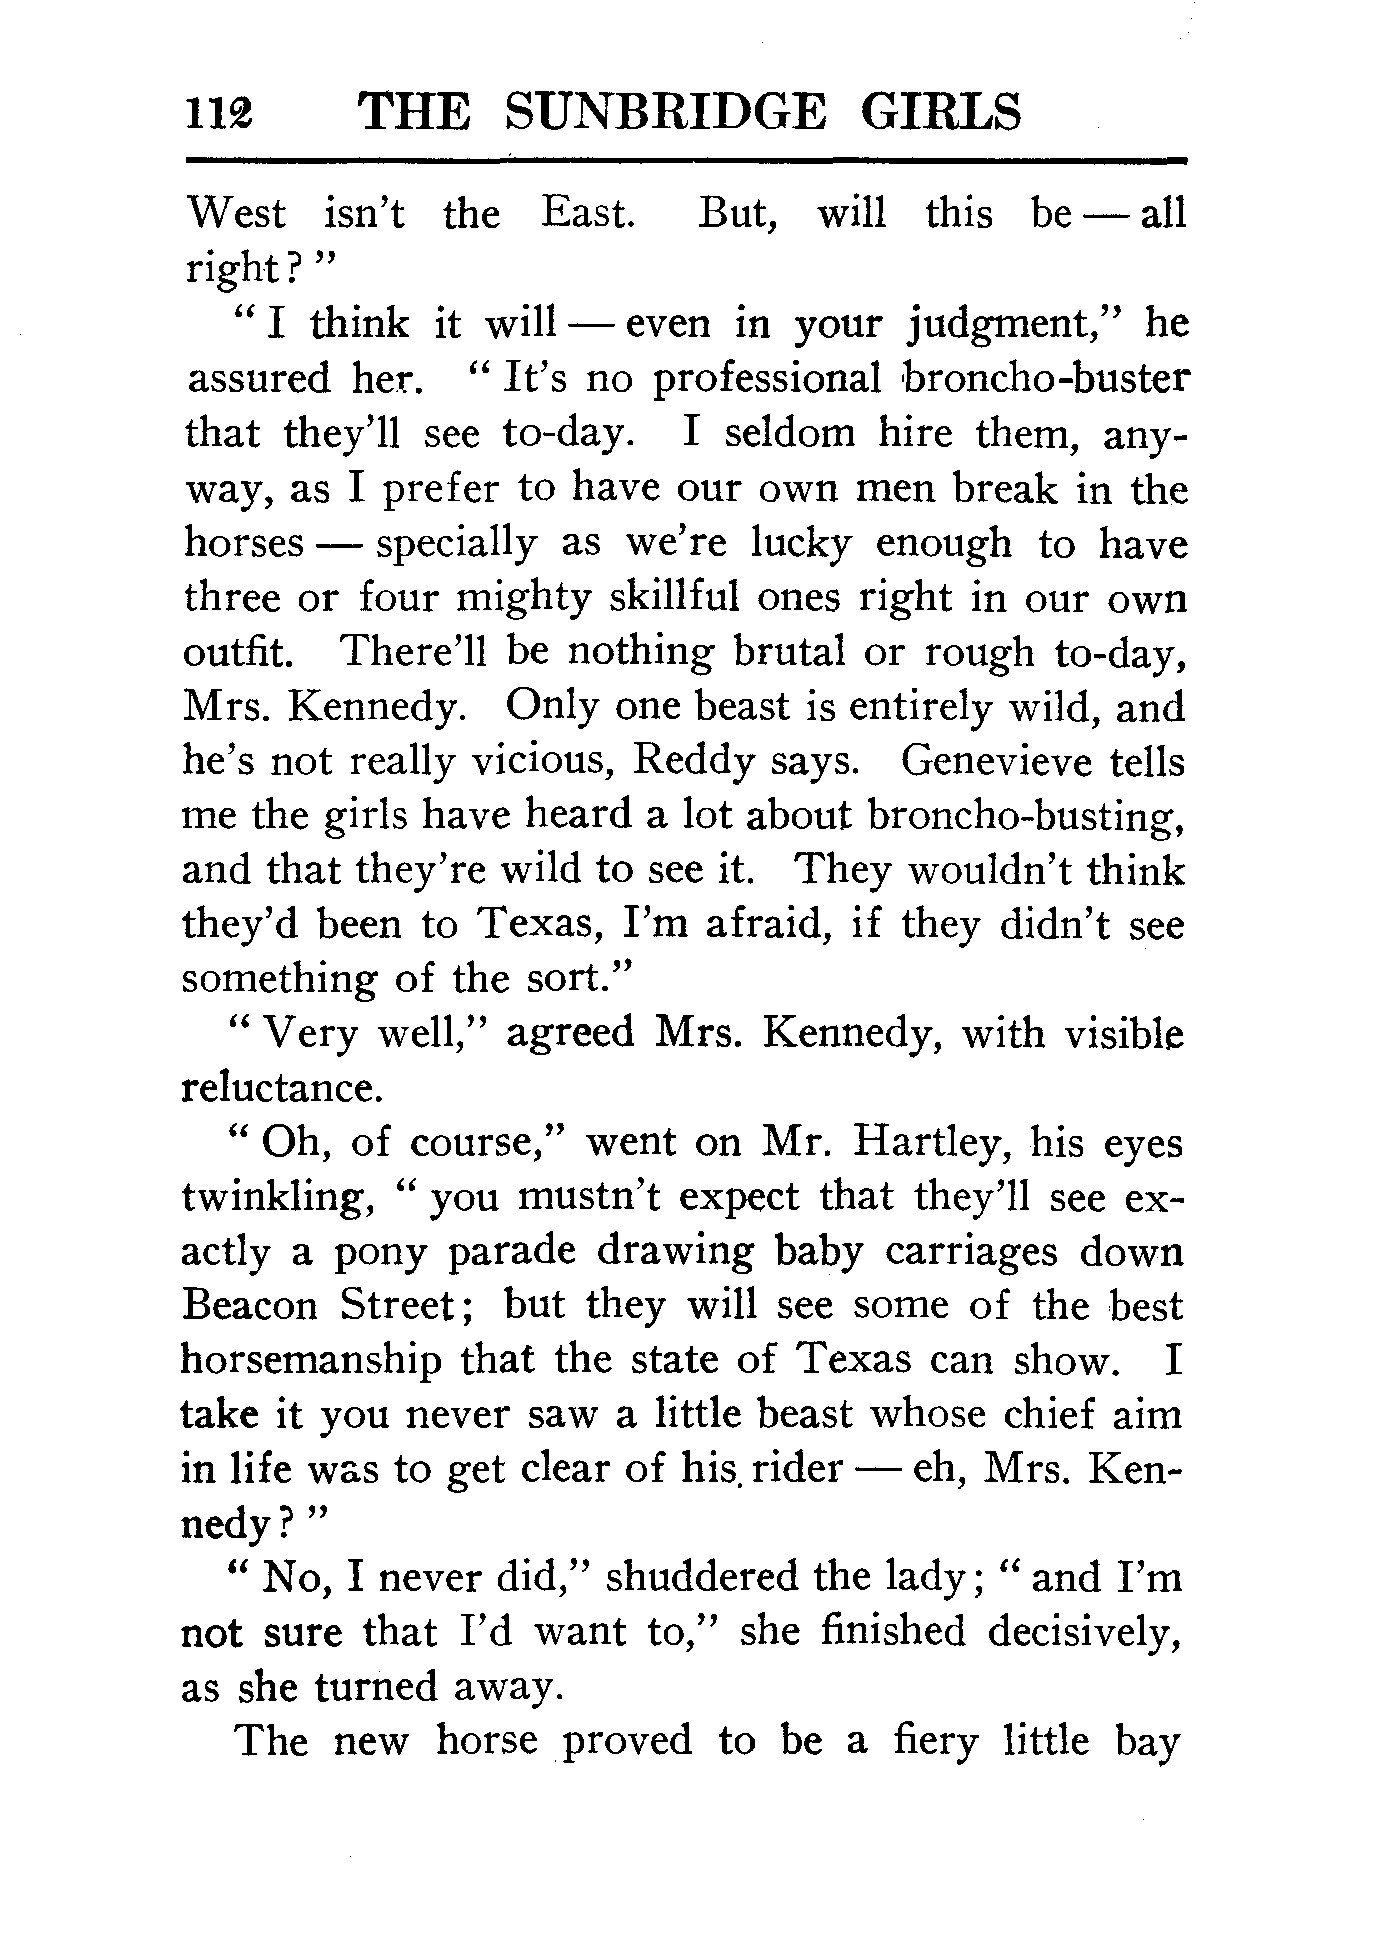 112 THE SUNBRIDGE GIRLS
West isn't the East. But, will this be — all
right? "
" I think it will — even in your judgment," he
assured her. " It's no professional broncho-buster
that they'll see to-day. I seldom hire them, any-
way, as I prefer to have our own men break in the
horses — specially as we're lucky enough to have
three or four mighty skillful ones right in our own
outfit. There'll be nothing brutal or rough to-day,
Mrs. Kennedy. Only one beast is entirely wild, and
he's not really vicious, Reddy says. Genevieve tells
me the girls have heard a lot about broncho-busting,
and that they're wild to see it. They wouldn't think
they'd been to Texas, I'm afraid, if they didn't see
something of the sort."
" Very well," agreed Mrs. Kennedy, with visible
reluctance.
" Oh, of course," went on Mr. Hartley, his eyes
twinkling, " you mustn't expect that they'll see ex-
actly a pony parade drawing baby carriages down
Beacon Street; but they will see some of the best
horsemanship that the state of Texas can show. I
take it you never saw a little beast whose chief aim
in life was to get clear of his rider — eh, Mrs. Ken-
nedy? "
" No, I never did," shuddered the lady; " and I'm
not sure that I'd want to," she finished decisively,
as she turned away.
The new horse proved to be a fiery little bay